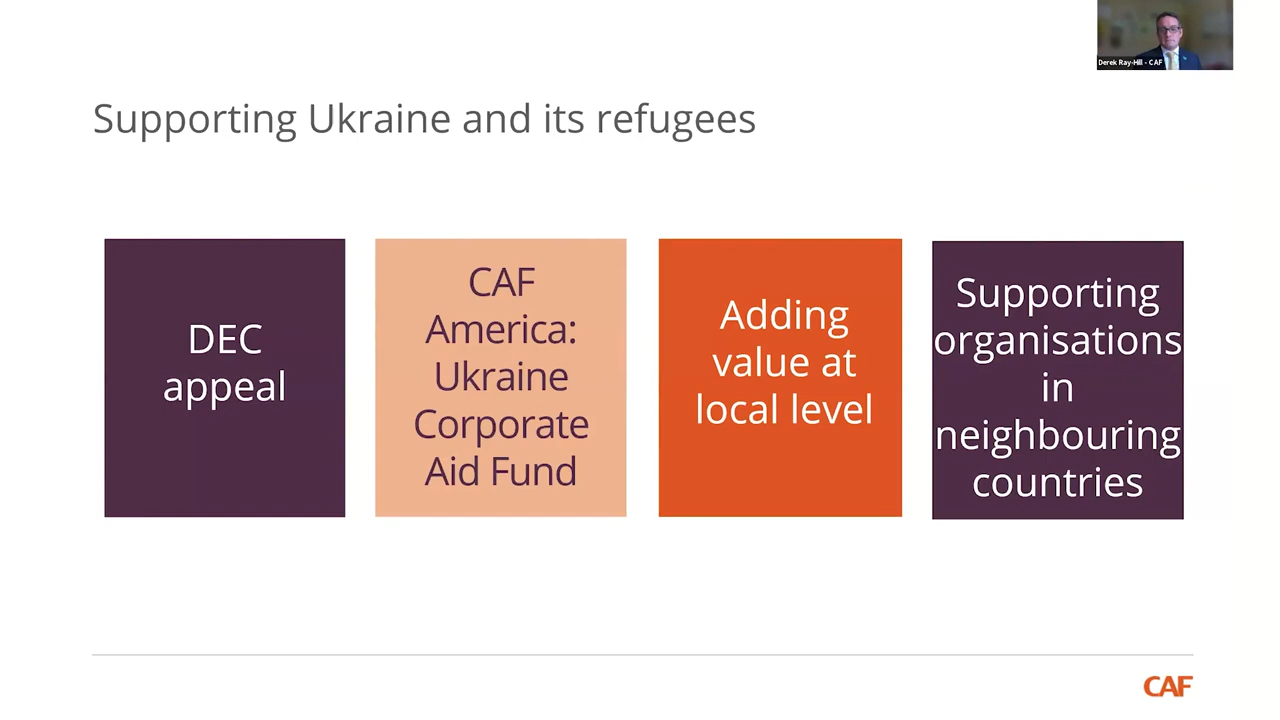 Derek Ray-Hill - CAF
Supporting Ukraine and its refugees
DEC
appeal
CAF
America:
Ukraine
Corporate
Aid Fund
Adding
value at
local level
Supporting
organisations
in
neighbouring
countries
CAF